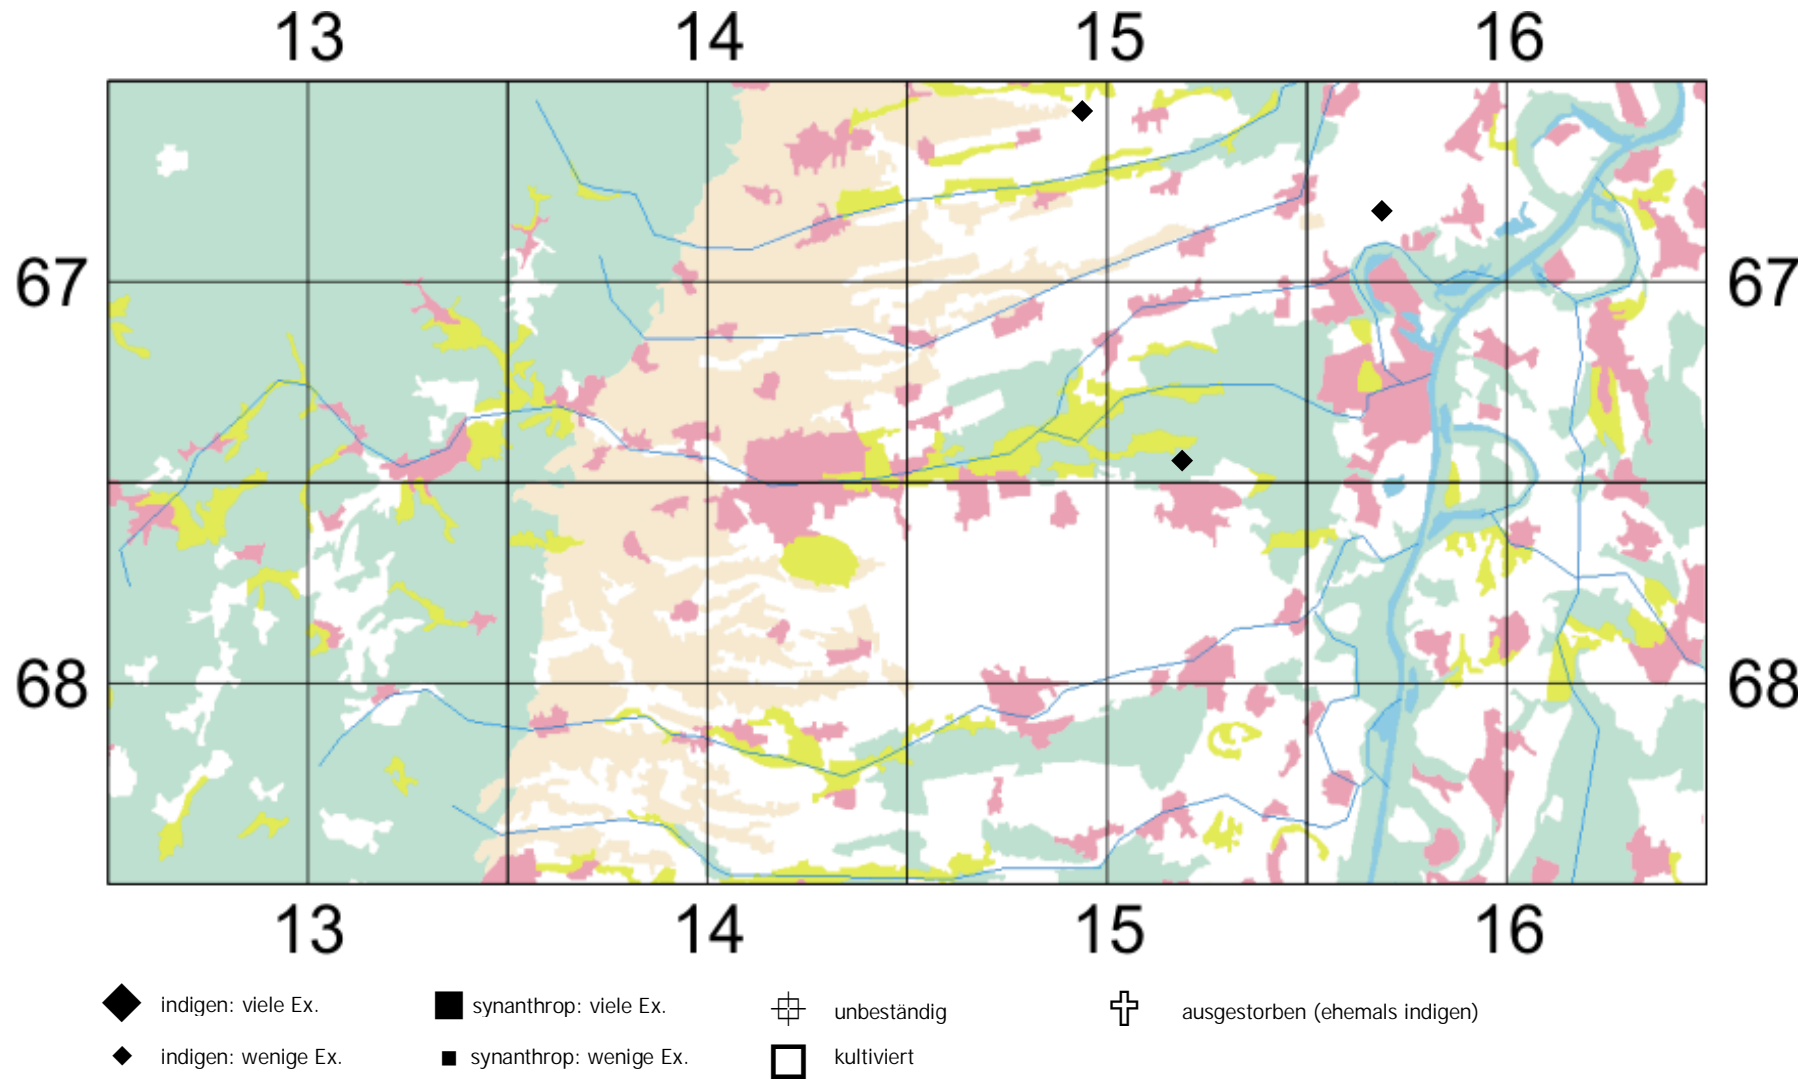 13 14 15 16
67 67
68 68
13 14 15 16
indigen: viele Ex. synanthrop: viele Ex. unbeständig ausgestorben (ehemals indigen)
indigen: wenige Ex. synanthrop: wenige Ex. kultiviert